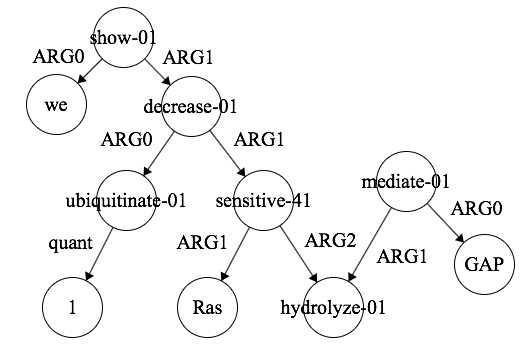 show-01
ARG0 ARG1
we
decrease-01
ARG0 ARG1
mediate-01
ubiquitinate-01 sensitive-41
ARG0
quant ARG1 ARG2
ARG1
GAP
1 Ras hydrolyze-01